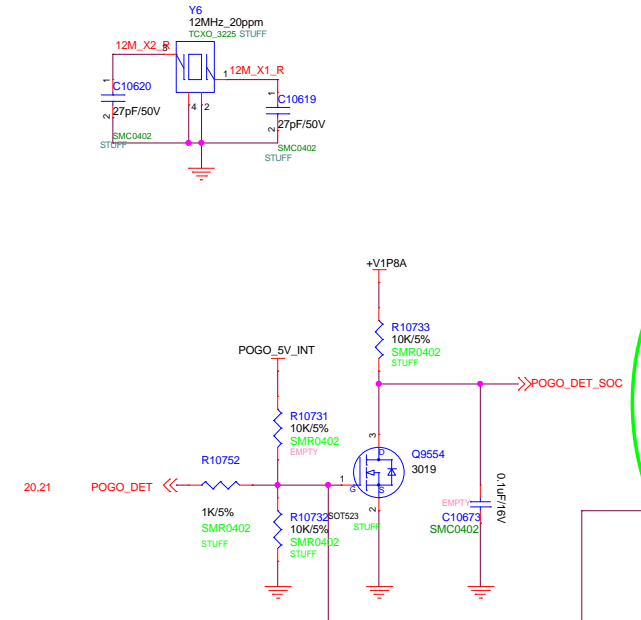 Y6
12MHz_20ppm
TCXO_3225 STUFF
12M_X2_R
3
1
12M_X1_R
1
C10620
2
27pF/50V
SMC0402
STUFF
4
2
1
C10619
2
27pF/50V
SMC0402
STUFF
+V1P8A
R10733
10K/5%
SMR0402
STUFF
POGO_5V_INT
POGO_DET_SOC
R10731
10K/5%
SMR0402
EMPTY
3
D
Q9554
3019
R10752
20,21
POGO_DET
1
G
S
2
1K/5%
SMR0402
STUFF
R10732
10K/5%
SMR0402
STUFF
SOT523
STUFF
EMPTY
C10673
SMC0402
0.1uF/16V